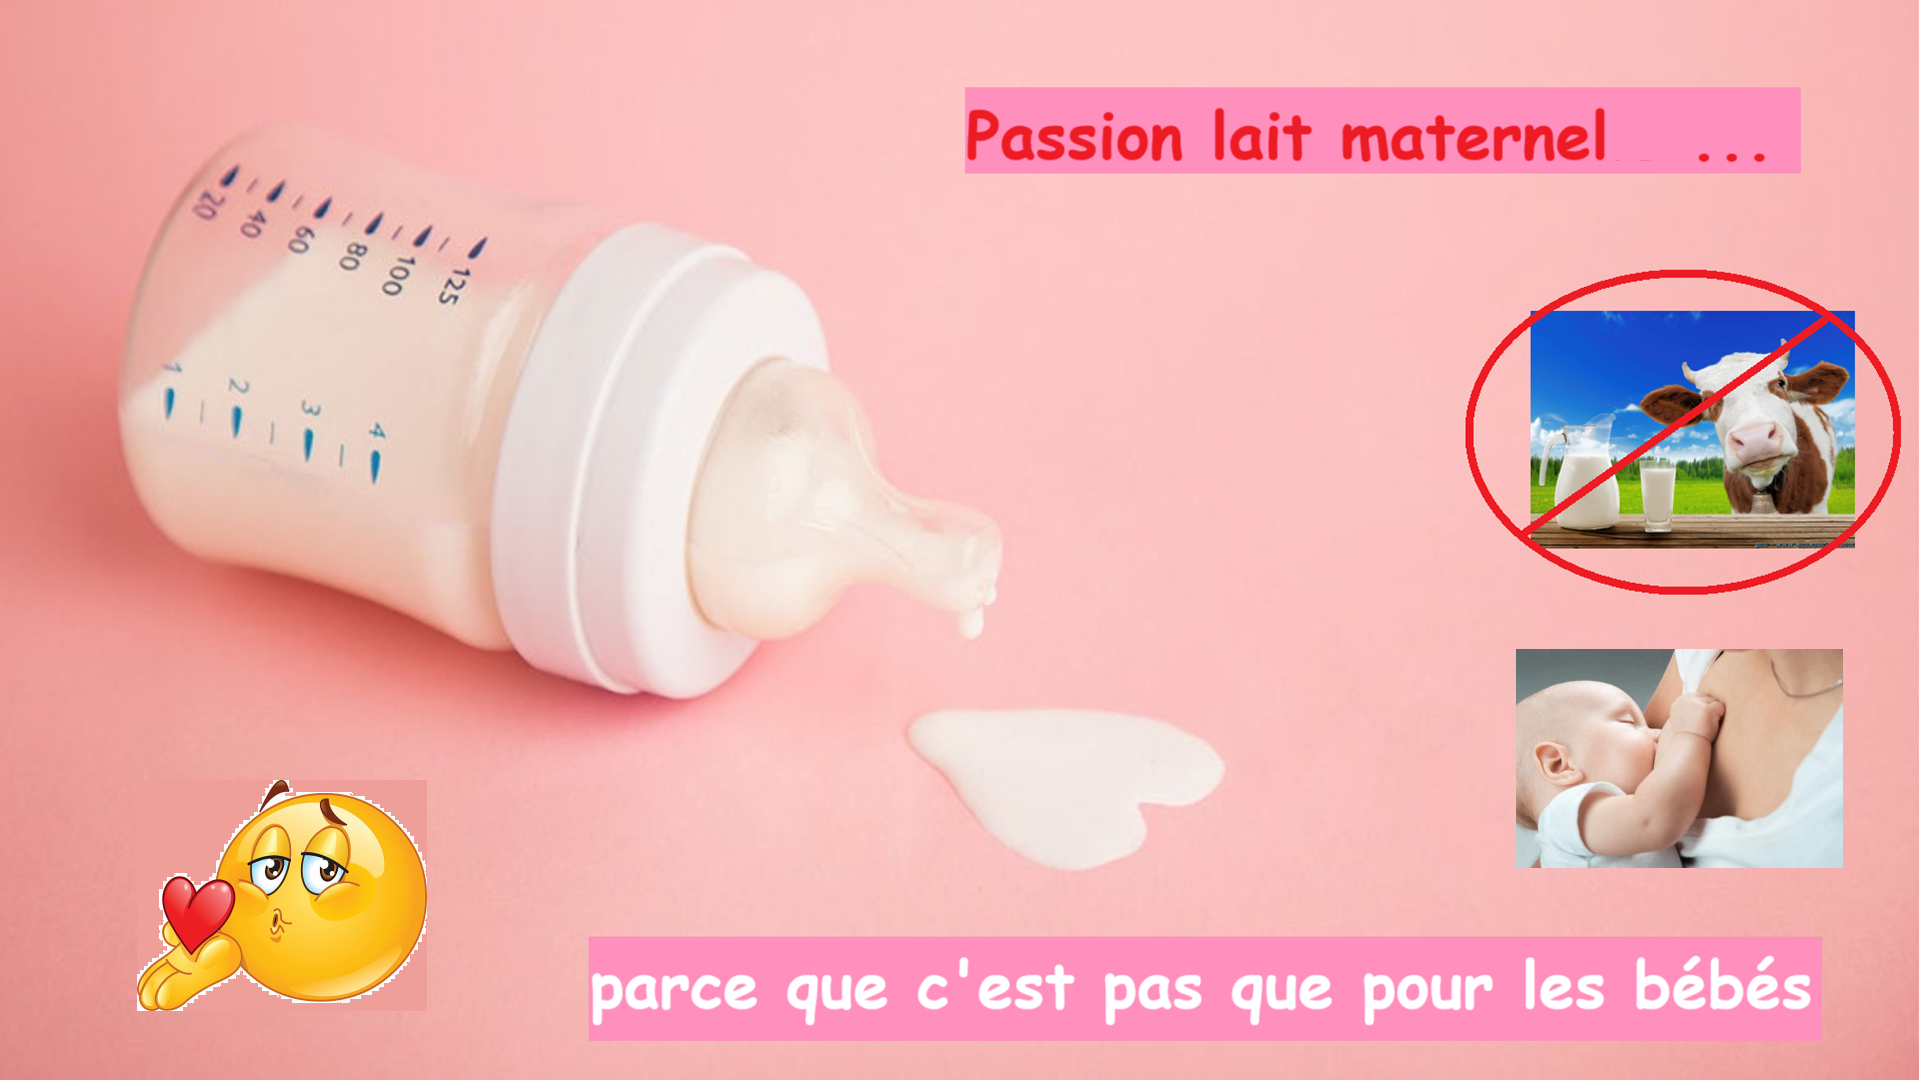 Passion lait maternel ...
20 40 60 80 100 125
1 2 3 4
parce que c'est pas que pour les bébés